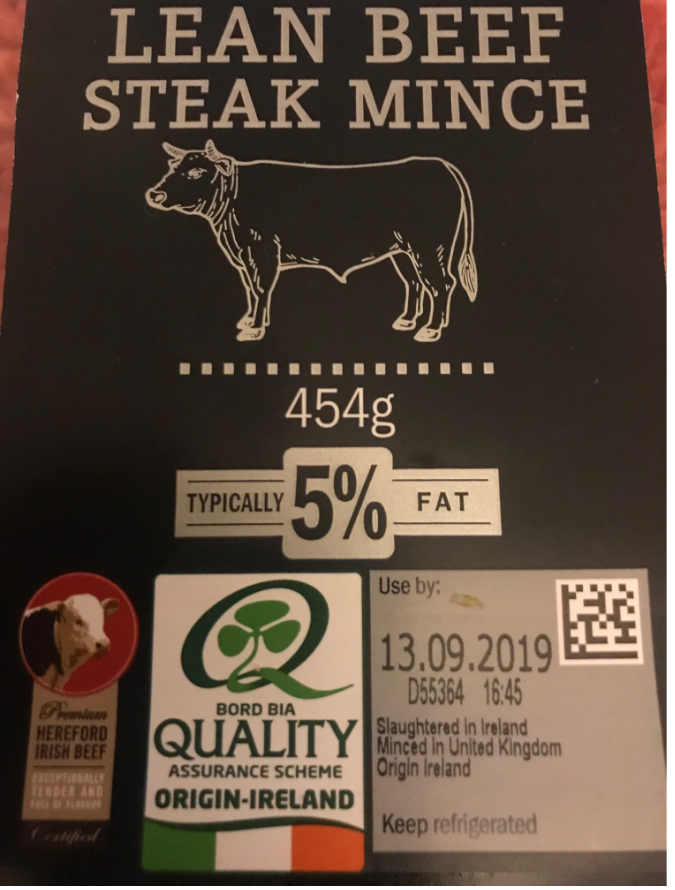 LEAN BEEF
STEAK MINCE
454g
TYPICALLY 5% FAT
Premium
HEREFORD
IRISH BEEF
EXCEPTIONALLY
TENDER AND
FULL OF FLAVOUR
Certified
BORD BIA
QUALITY
ASSURANCE SCHEME
ORIGIN-IRELAND
Use by:
13.09.2019
D55364 16:45
Slaughtered in Ireland
Minced in United Kingdom
Origin Ireland
Keep refrigerated